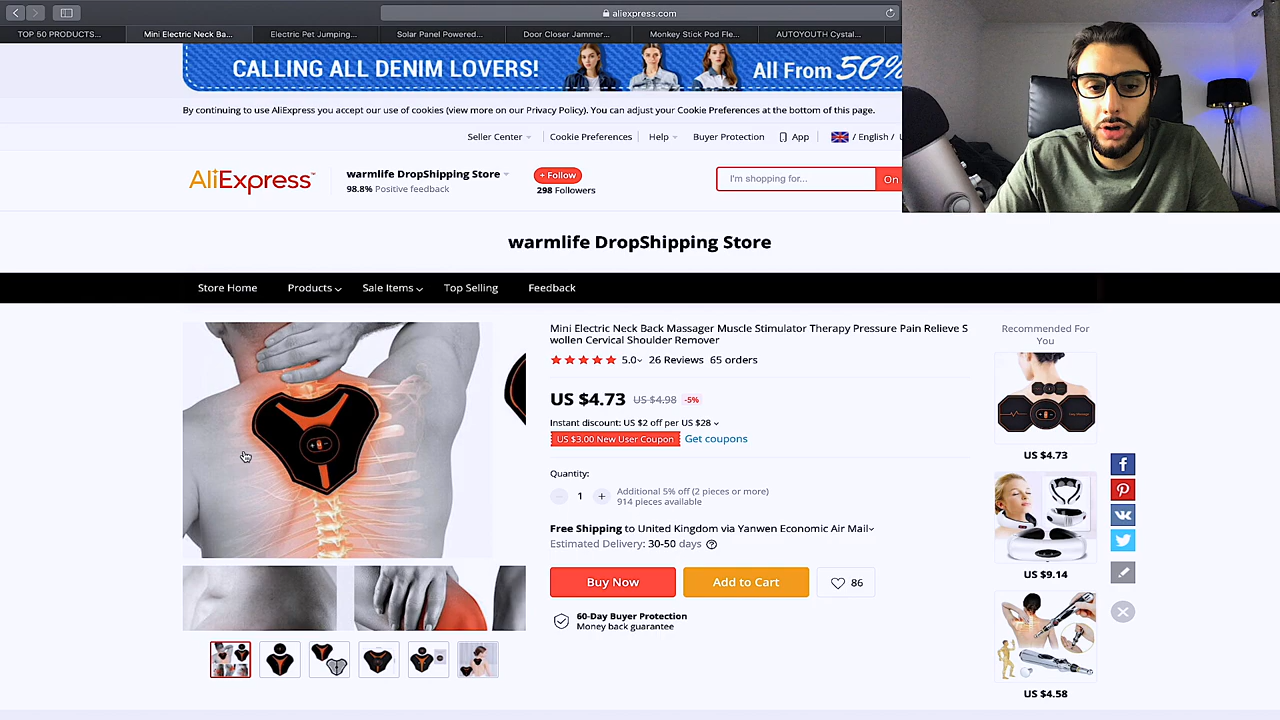 aliexpress.com
TOP 50 PRODUCTS...
Mini Electric Neck Ba...
Electric Pet Jumping...
Solar Panel Powered...
Door Closer Jammer...
Monkey Stick Pod Fle...
AUTOYOUTH Cystal...
CALLING ALL DENIM LOVERS!
All From 50%
By continuing to use AliExpress you accept our use of cookies (view more on our Privacy Policy). You can adjust your Cookie Preferences at the bottom of this page.
Seller Center
Cookie Preferences
Help
Buyer Protection
App
/ English /
AliExpress
warmlife DropShipping Store
98.8% Positive feedback
+ Follow
298 Followers
I'm shopping for...
On
warmlife DropShipping Store
Store Home
Products
Sale Items
Top Selling
Feedback
Mini Electric Neck Back Massager Muscle Stimulator Therapy Pressure Pain Relieve S
wollen Cervical Shoulder Remover
5.0 26 Reviews 65 orders
US $4.73 US $4.98 -5%
Instant discount: US $2 off per US $28
US $3.00 New User Coupon Get coupons
Quantity:
1
Additional 5% off (2 pieces or more)
914 pieces available
Free Shipping to United Kingdom via Yanwen Economic Air Mail
Estimated Delivery: 30-50 days
Buy Now
Add to Cart
86
60-Day Buyer Protection
Money back guarantee
Recommended For
You
US $4.73
US $9.14
US $4.58